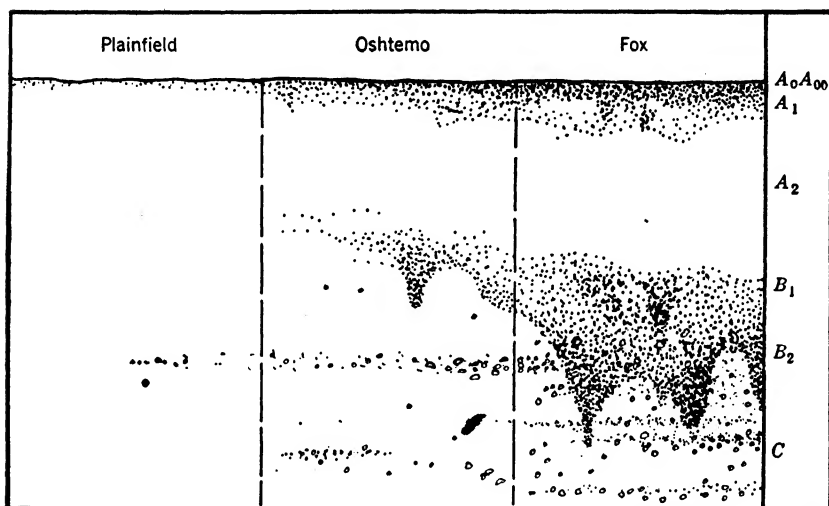 Plainfield Oshtemo Fox
A₀A₀₀
A₁
A₂
B₁
B₂
C